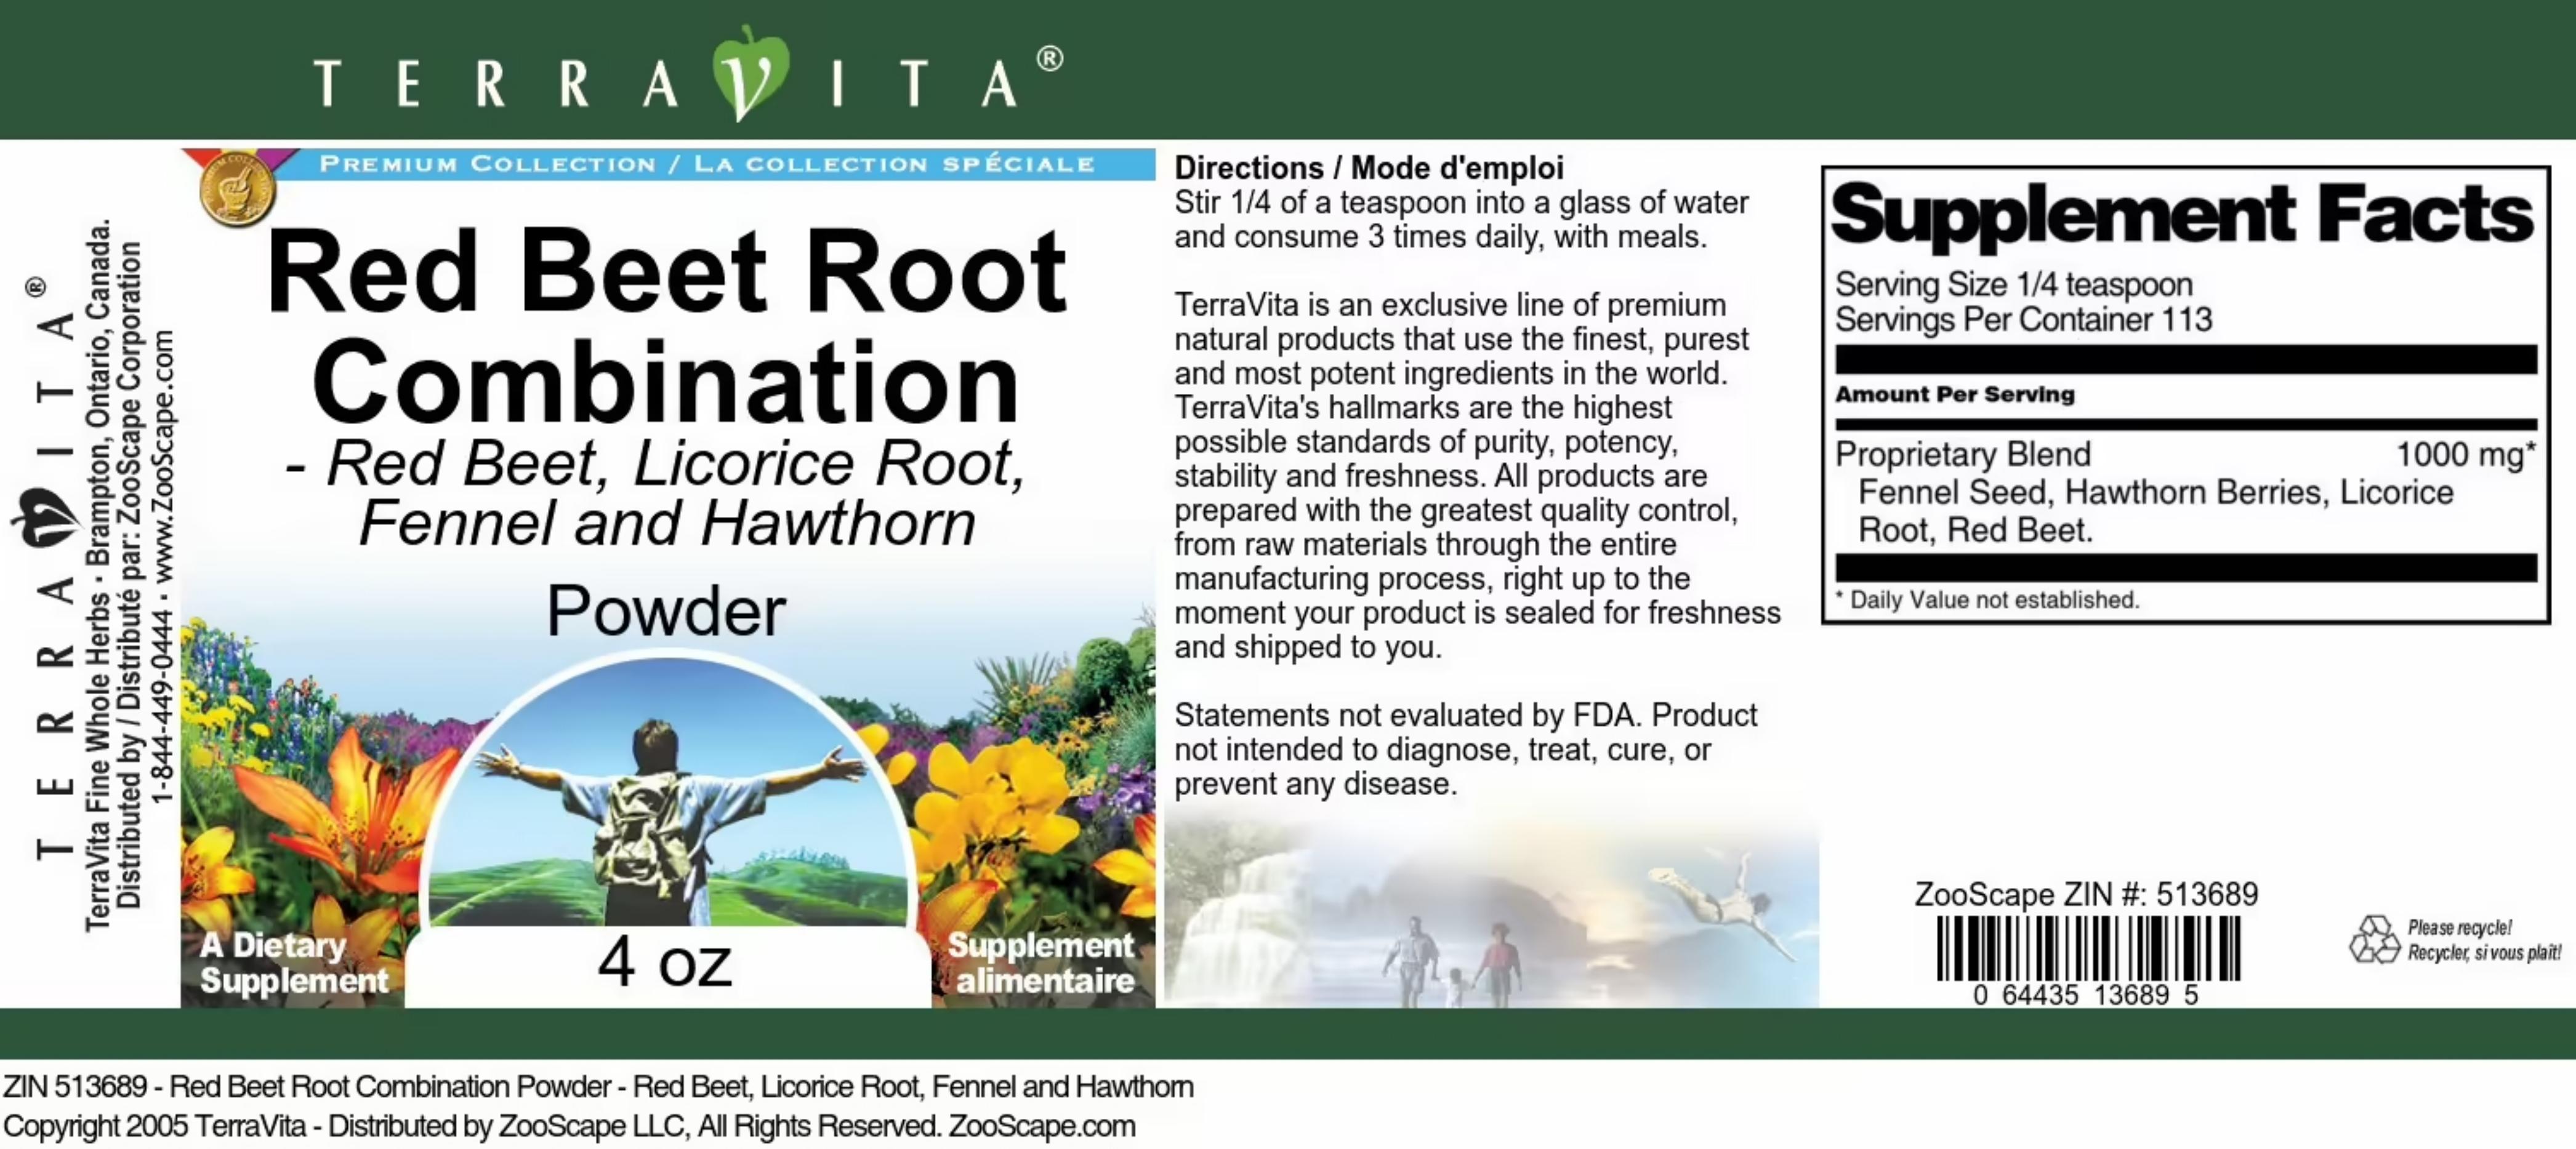 TERRAVITA®
PREMIUM COLLECTION / LA COLLECTION SPÉCIALE
Red Beet Root
Combination
- Red Beet, Licorice Root,
Fennel and Hawthorn
Powder
A Dietary
Supplement
4 oz
Supplement
alimentaire
TERRAVITA®
TerraVita Fine Whole Herbs · Brampton, Ontario, Canada.
Distributed by / Distribué par: ZooScape Corporation
1-844-449-0444 · www.ZooScape.com
Directions / Mode d'emploi
Stir 1/4 of a teaspoon into a glass of water
and consume 3 times daily, with meals.
TerraVita is an exclusive line of premium
natural products that use the finest, purest
and most potent ingredients in the world.
TerraVita's hallmarks are the highest
possible standards of purity, potency,
stability and freshness. All products are
prepared with the greatest quality control,
from raw materials through the entire
manufacturing process, right up to the
moment your product is sealed for freshness
and shipped to you.
Statements not evaluated by FDA. Product
not intended to diagnose, treat, cure, or
prevent any disease.
Supplement Facts
Serving Size 1/4 teaspoon
Servings Per Container 113
Amount Per Serving
Proprietary Blend 1000 mg*
Fennel Seed, Hawthorn Berries, Licorice
Root, Red Beet.
* Daily Value not established.
ZooScape ZIN #: 513689
0 64435 13689 5
Please recycle!
Recycler, si vous plaît!
ZIN 513689 - Red Beet Root Combination Powder - Red Beet, Licorice Root, Fennel and Hawthorn
Copyright 2005 TerraVita - Distributed by ZooScape LLC, All Rights Reserved. ZooScape.com